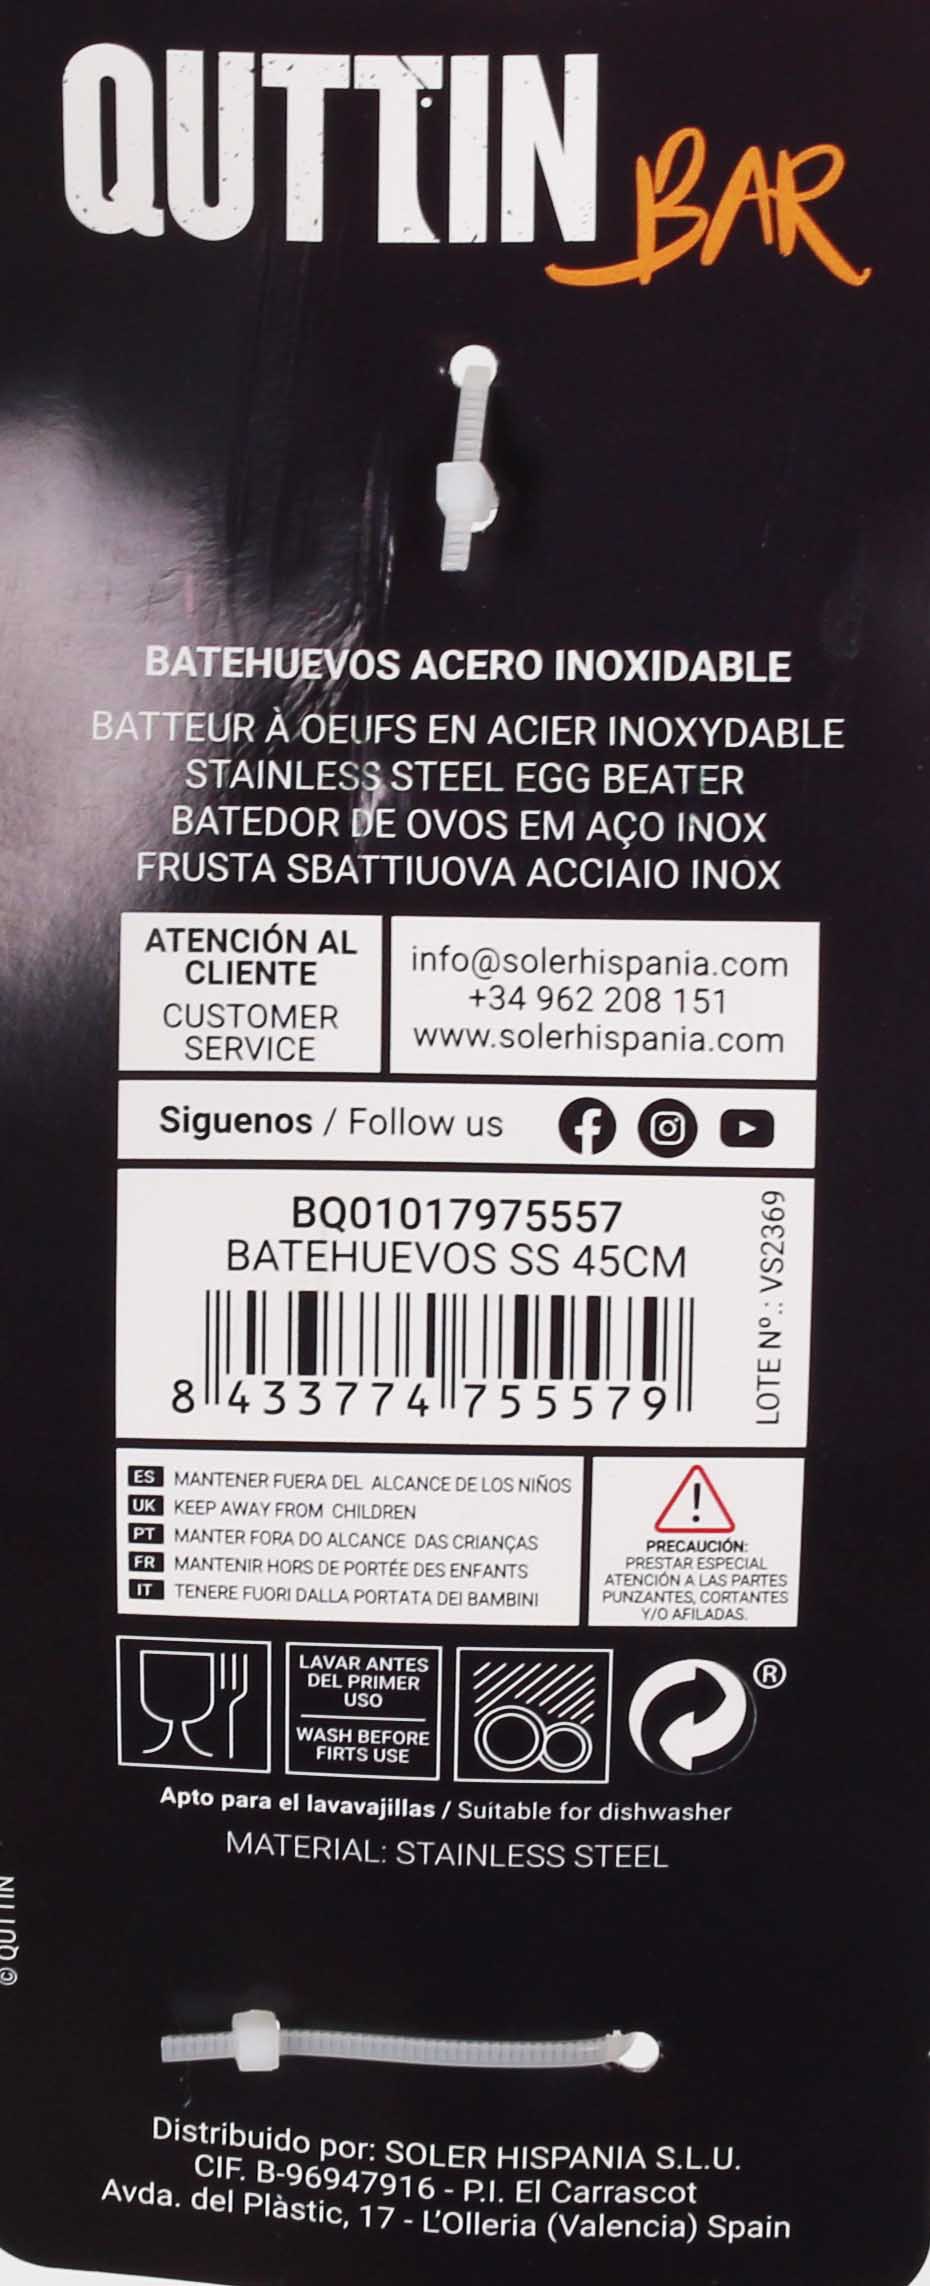 QUTTIN BAR
BATEHUEVOS ACERO INOXIDABLE
BATTEUR À OEUFS EN ACIER INOXYDABLE
STAINLESS STEEL EGG BEATER
BATEDOR DE OVOS EM AÇO INOX
FRUSTA SBATTIUOVA ACCIAIO INOX
ATENCIÓN AL
CLIENTE
CUSTOMER
SERVICE
info@solerhispania.com
+34 962 208 151
www.solerhispania.com
Siguenos / Follow us
BQ01017975557
BATEHUEVOS SS 45CM
8 433774 755579
LOTE Nº.: VS2369
ES MANTENER FUERA DEL ALCANCE DE LOS NIÑOS
UK KEEP AWAY FROM CHILDREN
PT MANTER FORA DO ALCANCE DAS CRIANÇAS
FR MANTENIR HORS DE PORTÉE DES ENFANTS
IT TENERE FUORI DALLA PORTATA DEI BAMBINI
!
PRECAUCIÓN:
PRESTAR ESPECIAL
ATENCIÓN A LAS PARTES
PUNZANTES, CORTANTES
Y/O AFILADAS.
LAVAR ANTES
DEL PRIMER
USO
WASH BEFORE
FIRTS USE
®
Apto para el lavavajillas / Suitable for dishwasher
MATERIAL: STAINLESS STEEL
© QUTTIN
Distribuido por: SOLER HISPANIA S.L.U.
CIF. B-96947916 - P.I. El Carrascot
Avda. del Plàstic, 17 - L'Olleria (Valencia) Spain